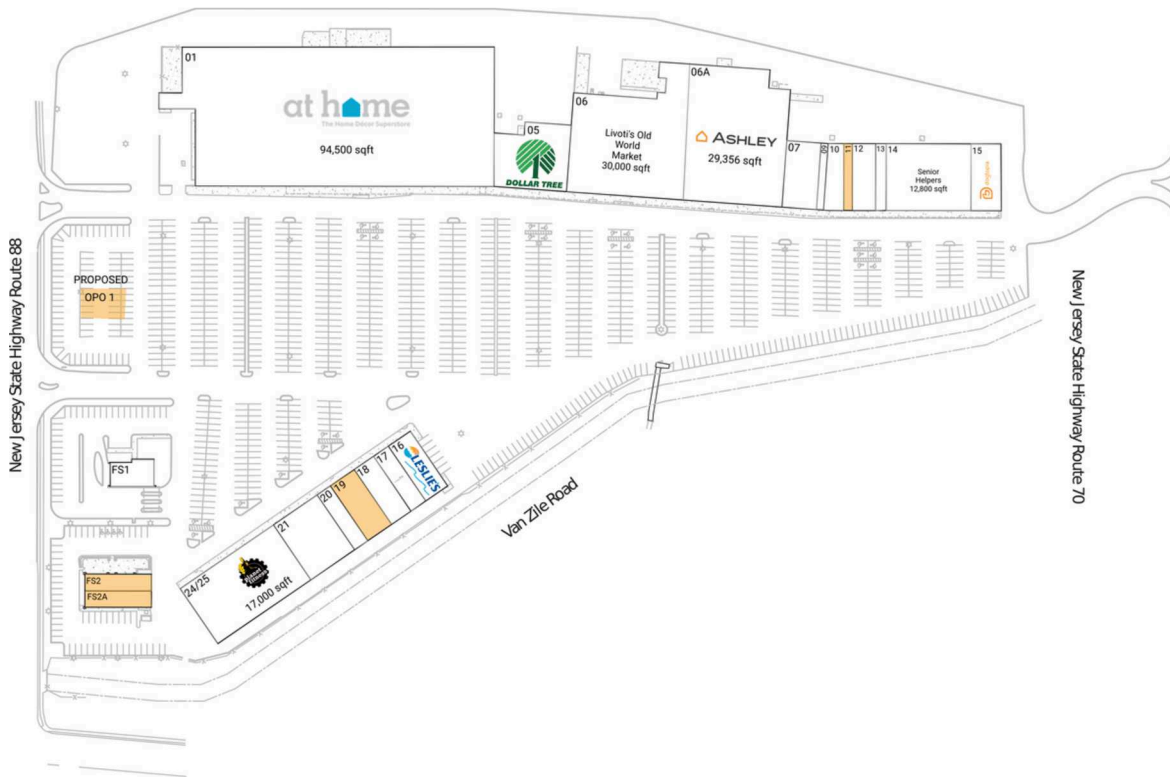 01
at home
The Home Décor Superstore
94,500 sqft
05
DOLLAR TREE
06
Livoti's Old
World
Market
30,000 sqft
06A
ASHLEY
29,356 sqft
07
09
10
11
12
13
14
Senior
Helpers
12,800 sqft
15
New Jersey State Highway Route 88
PROPOSED
OPO 1
New Jersey State Highway Route 70
FS1
FS2
FS2A
24/25
17,000 sqft
21
20
19
18
17
16
LESLIE'S
Van Zile Road